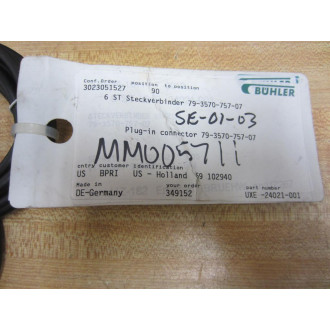 Conf.Order position to position
3023051527 90
BÜHLER
6 ST Steckverbinder 79-3570-757-07
SE-01-03
Plug-in connector 79-3570-757-07
MM005711
entry customer identification
US BPRI US - Holland 59 102940
Made in your order part number
DE-Germany 349152 UXE -24021-001